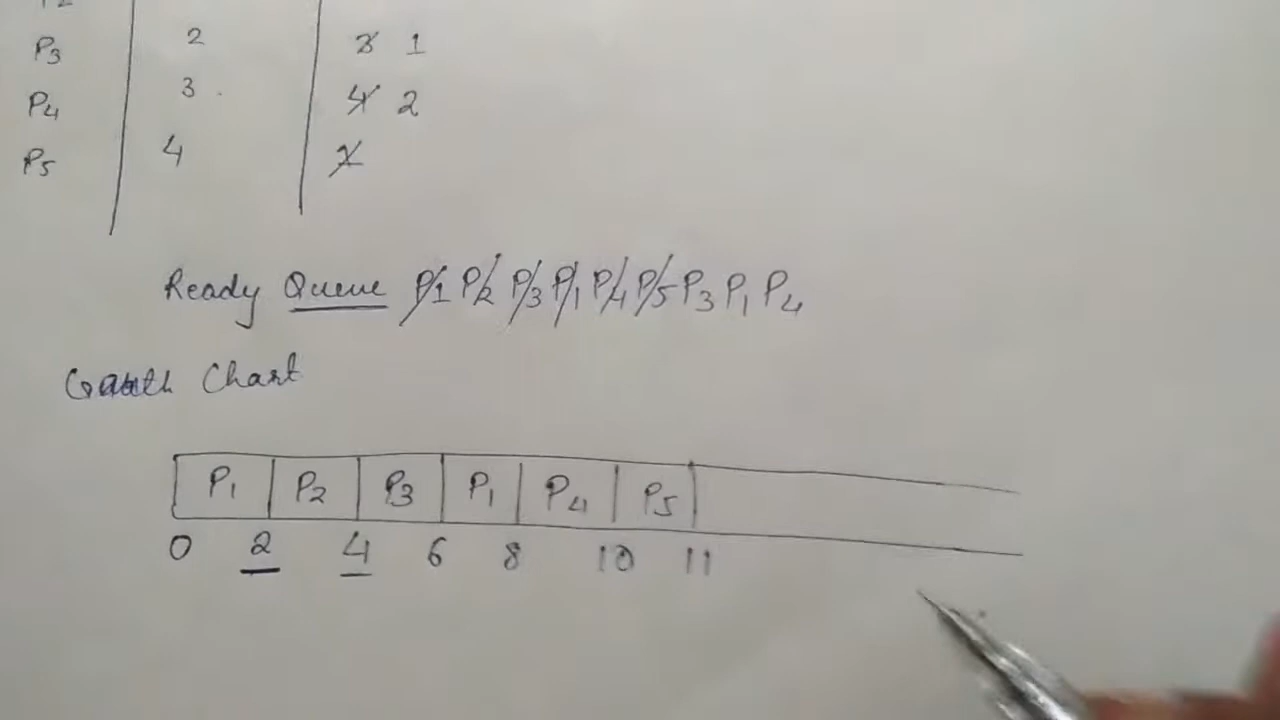 P3 2 3 1
P4 3 4 2
P5 4 1
Ready Queue P1 P2 P3 P1 P4 P5 P3 P1 P4
Chart
P1 P2 P3 P1 P4 P5
0 2 4 6 8 10 11